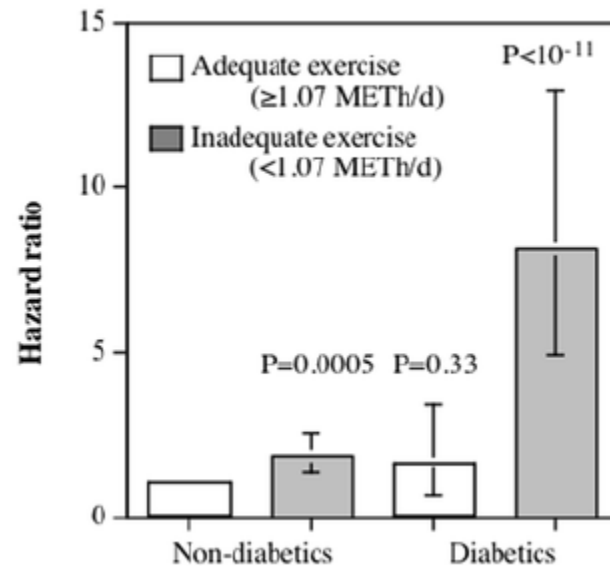 15
P<10⁻¹¹
Adequate exercise
(≥1.07 METh/d)
Inadequate exercise
(<1.07 METh/d)
10
Hazard ratio
5
P=0.0005 P=0.33
0
Non-diabetics Diabetics